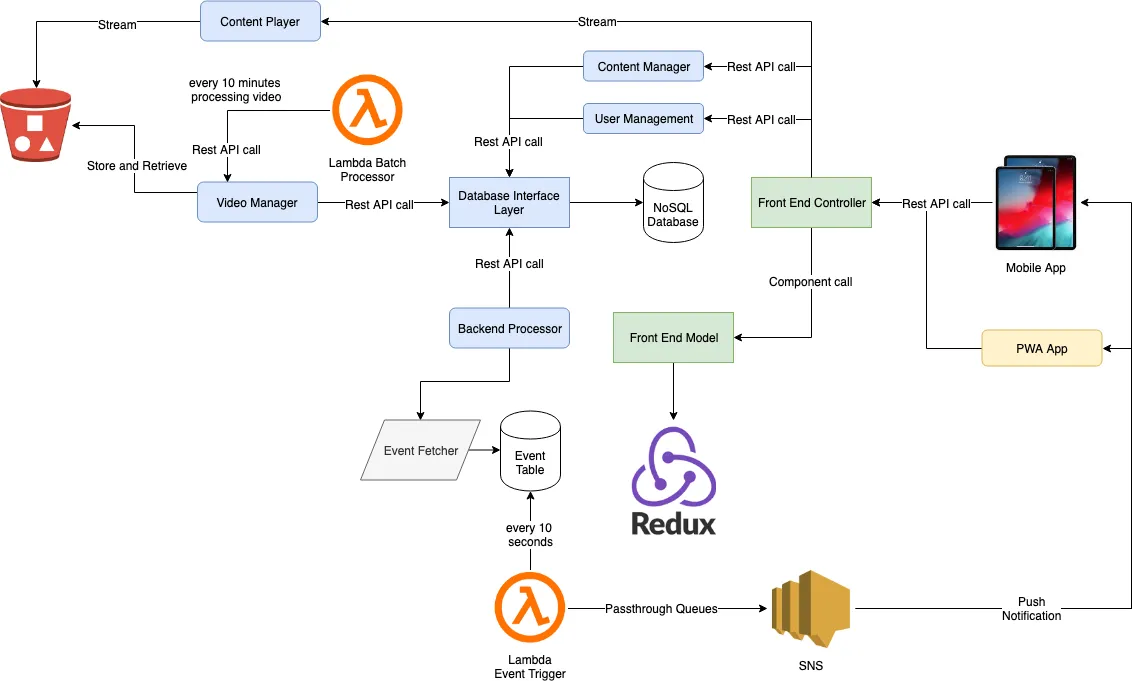 Stream
Content Player
Stream
Content Manager
Rest API call
every 10 minutes
processing video
User Management
Rest API call
Rest API call
Rest API call
Store and Retrieve
Lambda Batch
Processor
Video Manager
Rest API call
Database Interface
Layer
NoSQL
Database
Front End Controller
Rest API call
Mobile App
Rest API call
Component call
Backend Processor
Front End Model
PWA App
Event Fetcher
Event
Table
Redux
every 10
seconds
Passthrough Queues
Push
Notification
Lambda
Event Trigger
SNS